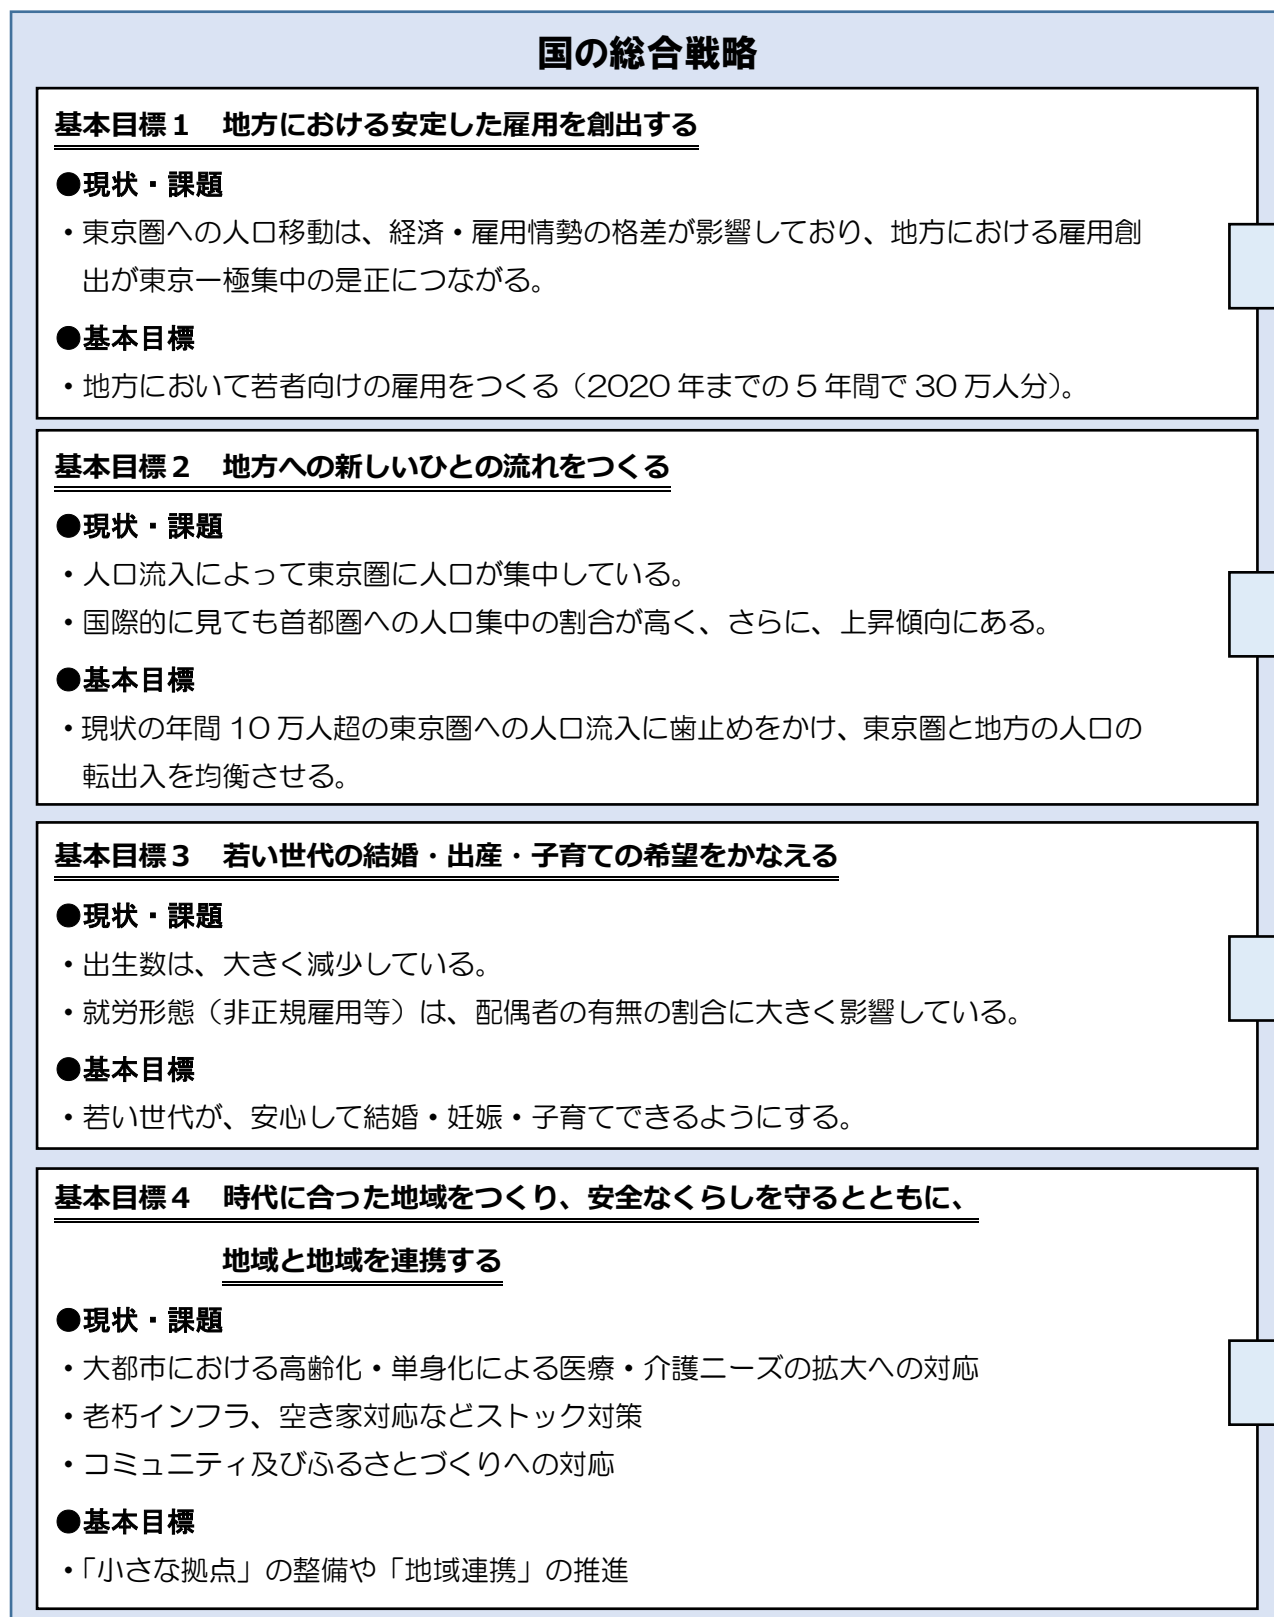 国の総合戦略
基本目標1　地方における安定した雇用を創出する
●現状・課題
・東京圏への人口移動は、経済・雇用情勢の格差が影響しており、地方における雇用創
出が東京一極集中の是正につながる。
●基本目標
・地方において若者向けの雇用をつくる（2020年までの5年間で30万人分）。
基本目標2　地方への新しいひとの流れをつくる
●現状・課題
・人口流入によって東京圏に人口が集中している。
・国際的に見ても首都圏への人口集中の割合が高く、さらに、上昇傾向にある。
●基本目標
・現状の年間10万人超の東京圏への人口流入に歯止めをかけ、東京圏と地方の人口の
転出入を均衡させる。
基本目標3　若い世代の結婚・出産・子育ての希望をかなえる
●現状・課題
・出生数は、大きく減少している。
・就労形態（非正規雇用等）は、配偶者の有無の割合に大きく影響している。
●基本目標
・若い世代が、安心して結婚・妊娠・子育てできるようにする。
基本目標4　時代に合った地域をつくり、安全なくらしを守るとともに、
地域と地域を連携する
●現状・課題
・大都市における高齢化・単身化による医療・介護ニーズの拡大への対応
・老朽インフラ、空き家対応などストック対策
・コミュニティ及びふるさとづくりへの対応
●基本目標
・「小さな拠点」の整備や「地域連携」の推進